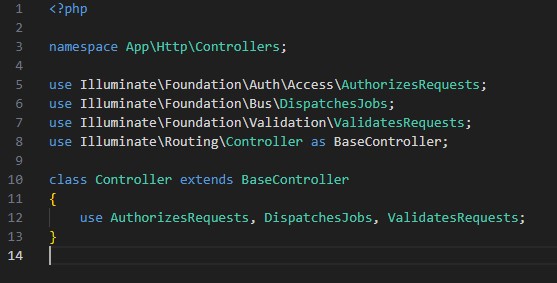 1 <?php
2
3 namespace App\Http\Controllers;
4
5 use Illuminate\Foundation\Auth\Access\AuthorizesRequests;
6 use Illuminate\Foundation\Bus\DispatchesJobs;
7 use Illuminate\Foundation\Validation\ValidatesRequests;
8 use Illuminate\Routing\Controller as BaseController;
9
10 class Controller extends BaseController
11 {
12     use AuthorizesRequests, DispatchesJobs, ValidatesRequests;
13 }
14